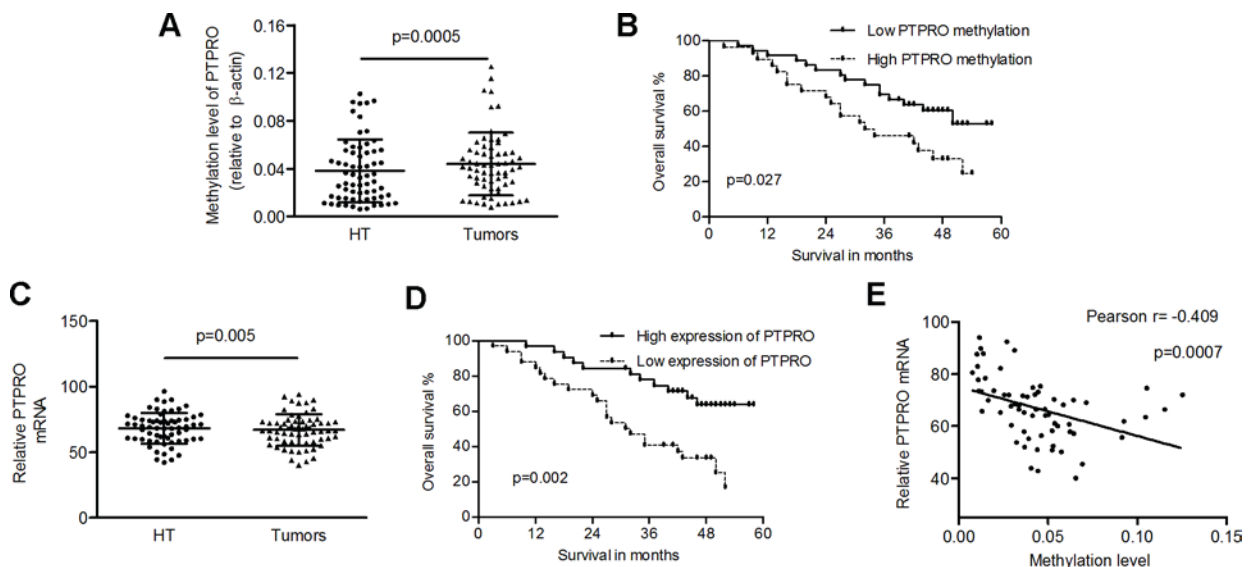 A
Methylation level of PTPRO
(relative to β-actin)
0.16
0.12
0.08
0.04
0.00
p=0.0005
HT
Tumors
B
Overall survival %
100
80
60
40
20
0
Low PTPRO methylation
High PTPRO methylation
p=0.027
0
12
24
36
48
60
Survival in months
C
Relative PTPRO
mRNA
150
100
50
0
p=0.005
HT
Tumors
D
Overall survival %
100
80
60
40
20
0
High expression of PTPRO
Low expression of PTPRO
p=0.002
0
12
24
36
48
60
Survival in months
E
Pearson r= -0.409
p=0.0007
Relative PTPRO mRNA
100
80
60
40
0.00
0.05
0.10
0.15
Methylation level